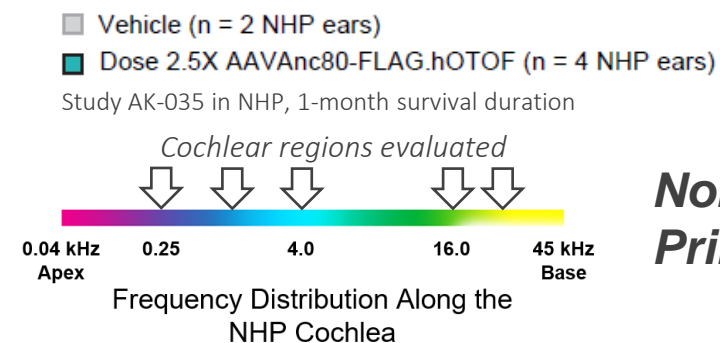 Vehicle (n = 2 NHP ears)
Dose 2.5X AAVAnc80-FLAG.hOTOF (n = 4 NHP ears)
Study AK-035 in NHP, 1-month survival duration
Cochlear regions evaluated
0.04 kHz 0.25 4.0 16.0 45 kHz
Apex Base
Frequency Distribution Along the
NHP Cochlea